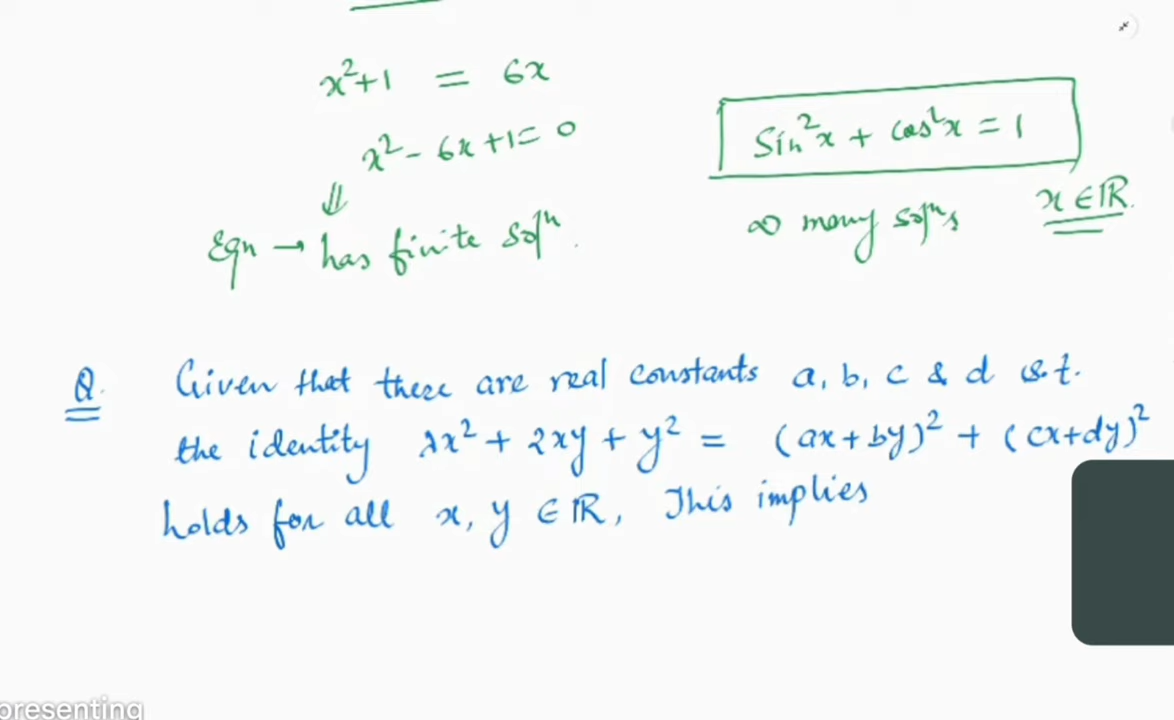 x²+1 = 6x
x² - 6x + 1 = 0
⇓
Eqn → has finite solⁿ.
Sin²x + cos²x = 1
∞ many solⁿs x ∈ ℝ.
Q. Given that there are real constants a, b, c & d s.t.
the identity λx² + 2xy + y² = (ax+by)² + (cx+dy)²
holds for all x, y ∈ ℝ, This implies
presenting